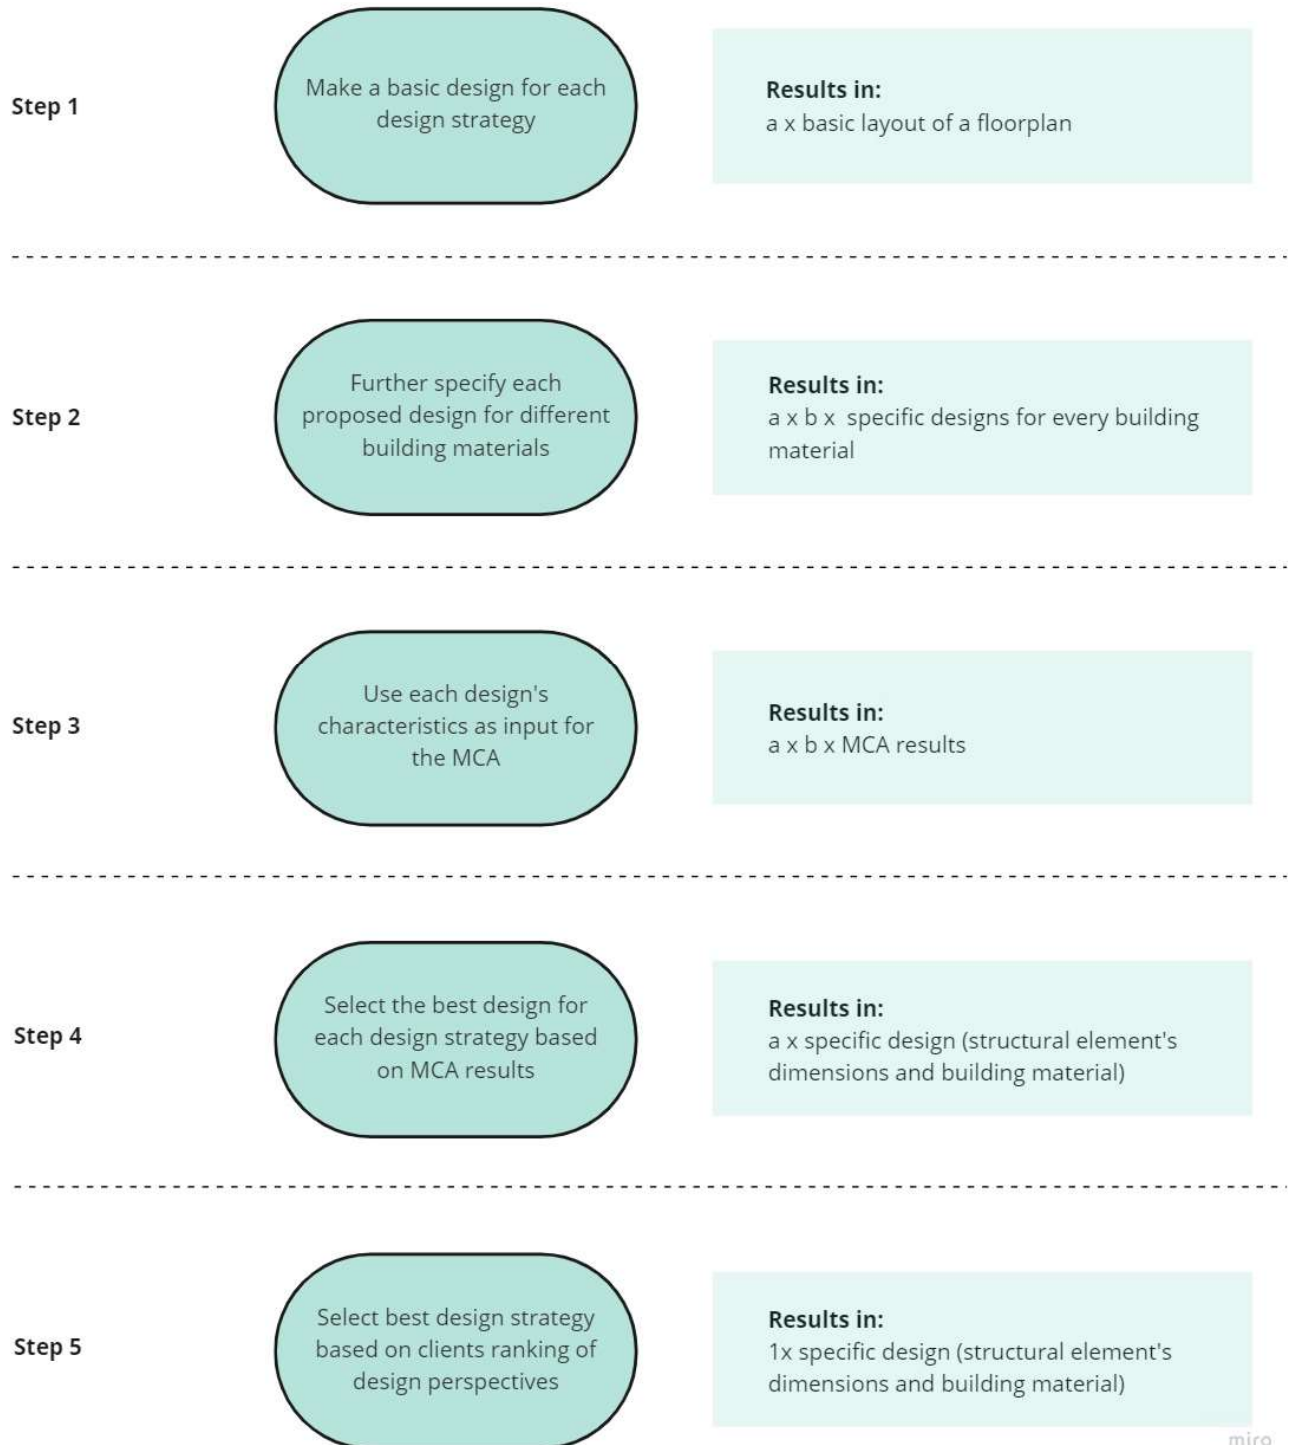 Step 1
Make a basic design for each
design strategy
Results in:
a x basic layout of a floorplan
Step 2
Further specify each
proposed design for different
building materials
Results in:
a x b x  specific designs for every building
material
Step 3
Use each design's
characteristics as input for
the MCA
Results in:
a x b x MCA results
Step 4
Select the best design for
each design strategy based
on MCA results
Results in:
a x specific design (structural element's
dimensions and building material)
Step 5
Select best design strategy
based on clients ranking of
design perspectives
Results in:
1x specific design (structural element's
dimensions and building material)
miro